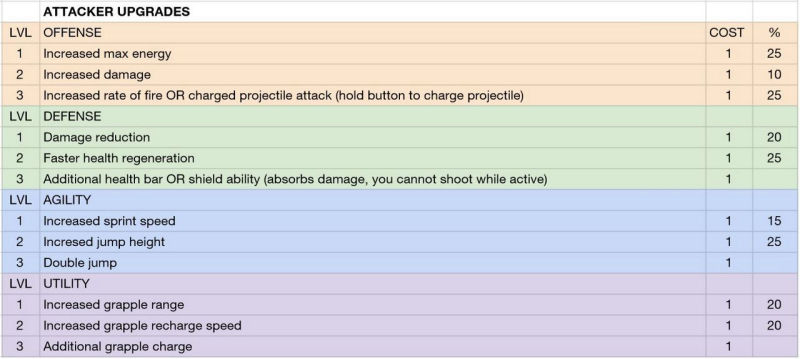 ATTACKER UPGRADES
LVL OFFENSE COST %
1 Increased max energy 1 25
2 Increased damage 1 10
3 Increased rate of fire OR charged projectile attack (hold button to charge projectile) 1 25
LVL DEFENSE
1 Damage reduction 1 20
2 Faster health regeneration 1 25
3 Additional health bar OR shield ability (absorbs damage, you cannot shoot while active) 1
LVL AGILITY
1 Increased sprint speed 1 15
2 Incresed jump height 1 25
3 Double jump 1
LVL UTILITY
1 Increased grapple range 1 20
2 Increased grapple recharge speed 1 20
3 Additional grapple charge 1